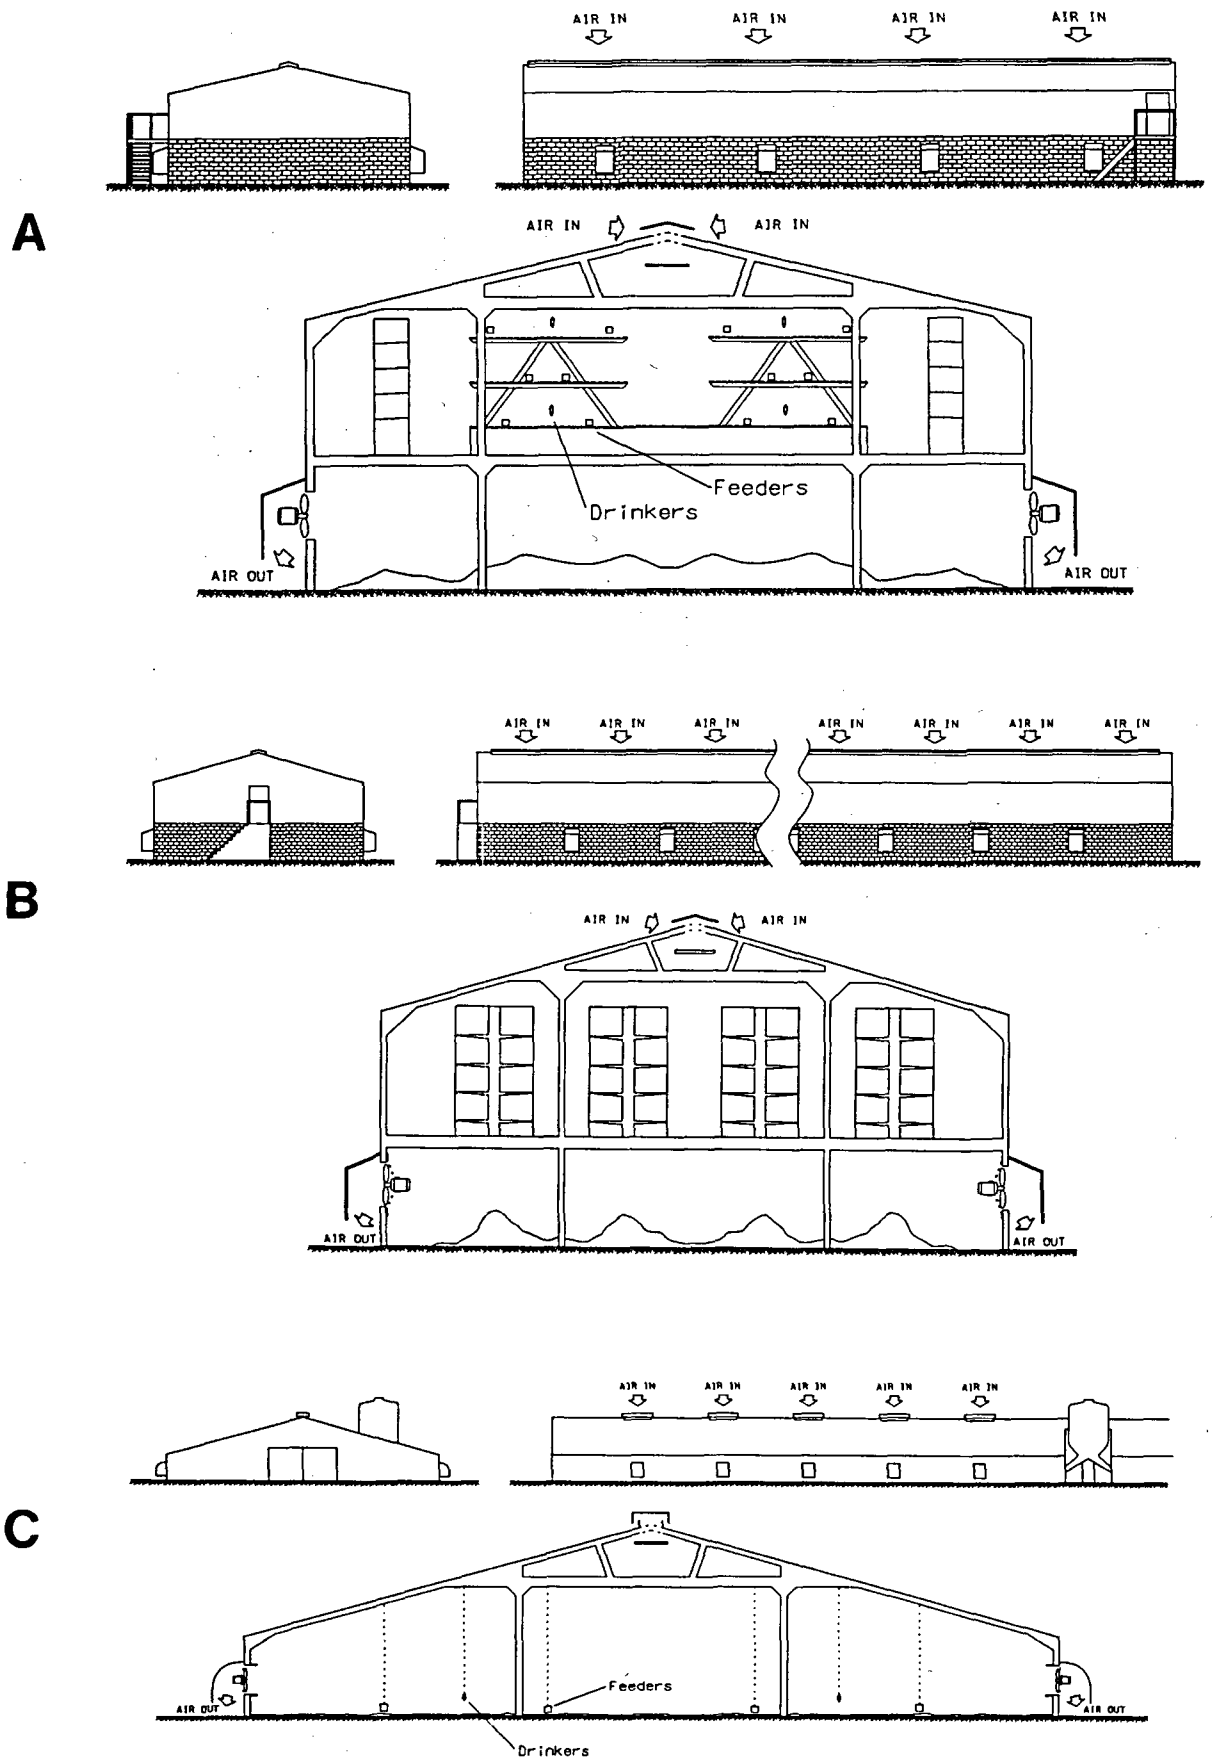 AIR IN AIR IN AIR IN AIR IN
A
AIR IN AIR IN
Feeders
Drinkers
AIR OUT AIR OUT
AIR IN AIR IN AIR IN AIR IN AIR IN AIR IN AIR IN
B
AIR IN AIR IN
AIR OUT AIR OUT
AIR IN AIR IN AIR IN AIR IN AIR IN
C
Feeders
AIR OUT AIR OUT
Drinkers